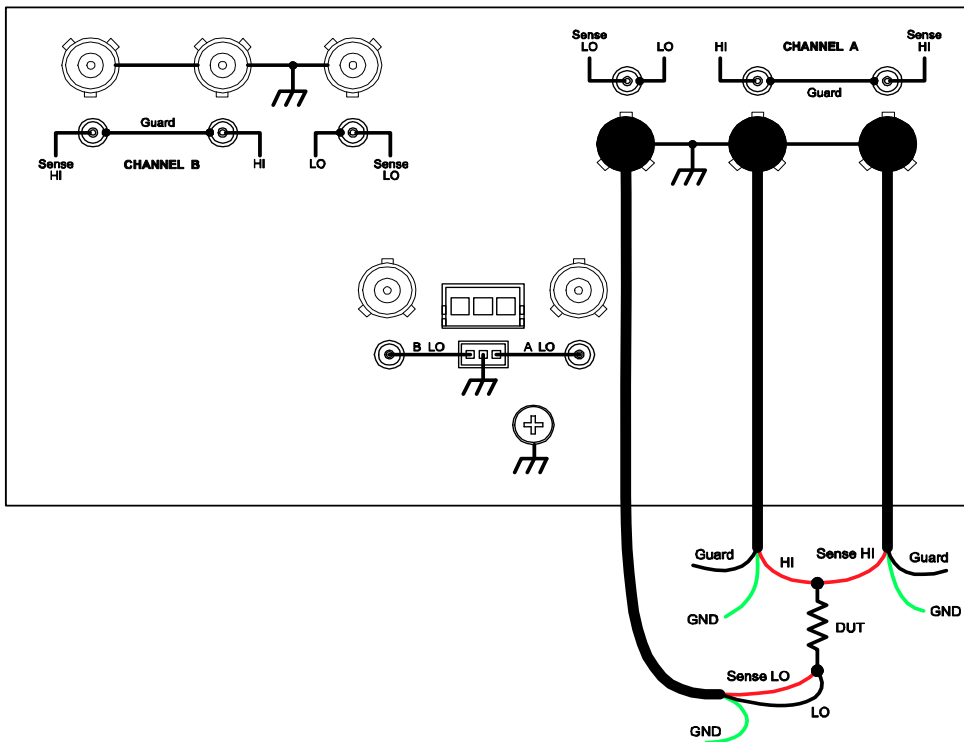 Sense
LO
LO
HI
CHANNEL A
Sense
HI
Guard
Guard
Sense
HI
CHANNEL B
HI
LO
Sense
LO
B LO
A LO
Guard
HI
Sense HI
Guard
GND
GND
DUT
Sense LO
LO
GND